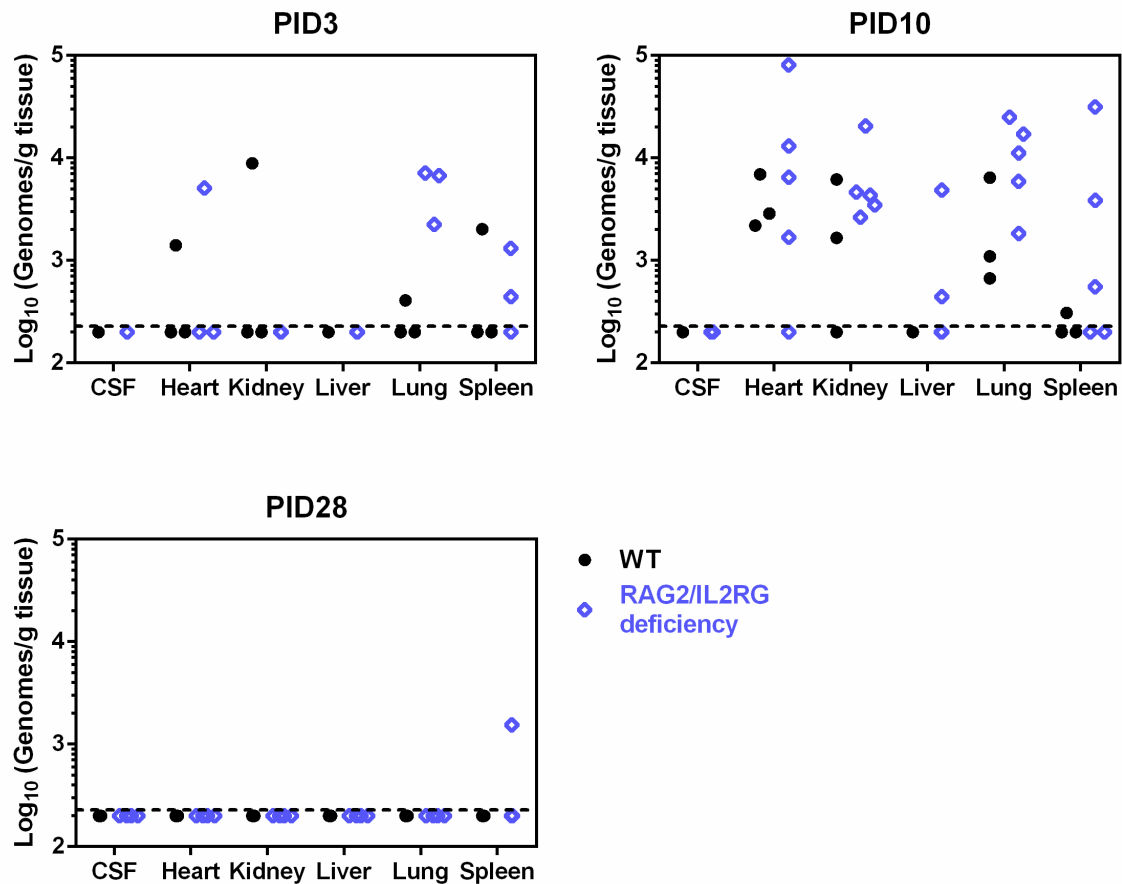 PID3
Log10 (Genomes/g tissue)
5
4
3
2
CSF Heart Kidney Liver Lung Spleen
PID10
Log10 (Genomes/g tissue)
5
4
3
2
CSF Heart Kidney Liver Lung Spleen
PID28
Log10 (Genomes/g tissue)
5
4
3
2
CSF Heart Kidney Liver Lung Spleen
WT
RAG2/IL2RG
deficiency